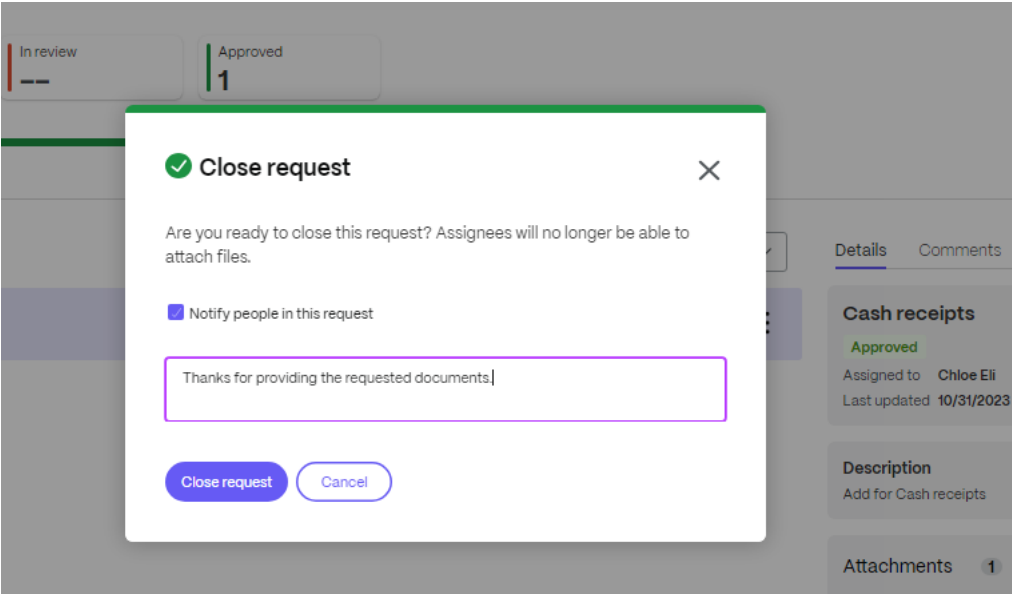 In review
--
Approved
1
Close request
Are you ready to close this request? Assignees will no longer be able to
attach files.
Notify people in this request
Thanks for providing the requested documents.
Close request
Cancel
Details
Comments
Cash receipts
Approved
Assigned to Chloe Eli
Last updated 10/31/2023
Description
Add for Cash receipts
Attachments 1